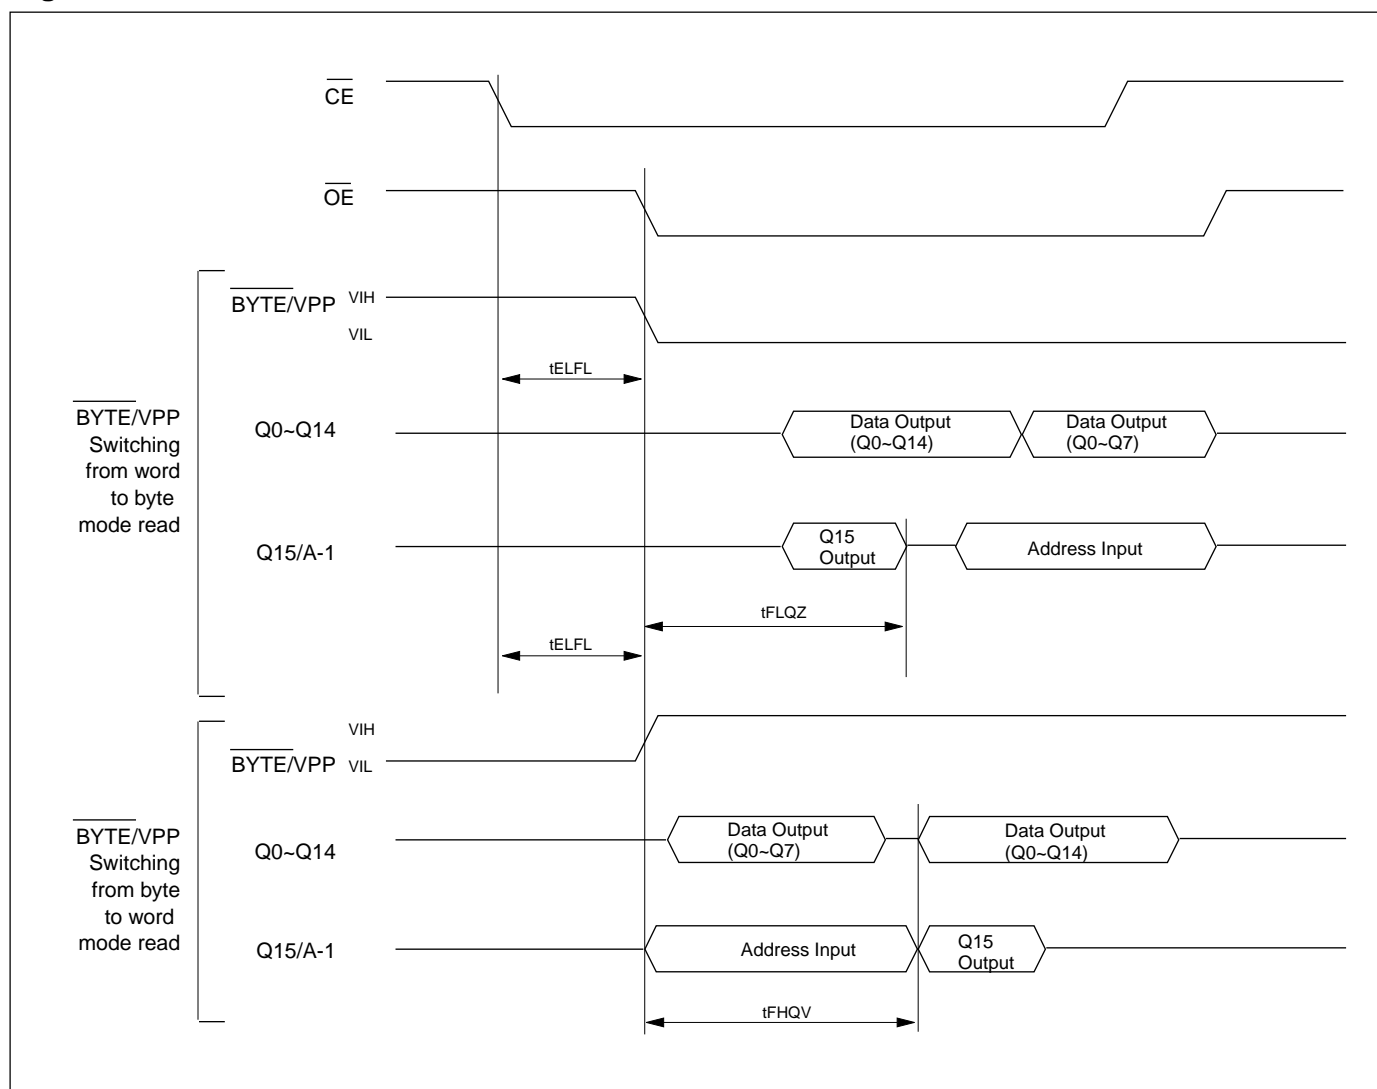 CE
OE
BYTE/VPP VIH
VIL
tELFL
BYTE/VPP
Switching
from word
to byte
mode read
Q0~Q14
Data Output
(Q0~Q14)
Data Output
(Q0~Q7)
Q15/A-1
Q15
Output
Address Input
tFLQZ
tELFL
VIH
BYTE/VPP VIL
BYTE/VPP
Switching
from byte
to word
mode read
Q0~Q14
Data Output
(Q0~Q7)
Data Output
(Q0~Q14)
Q15/A-1
Address Input
Q15
Output
tFHQV